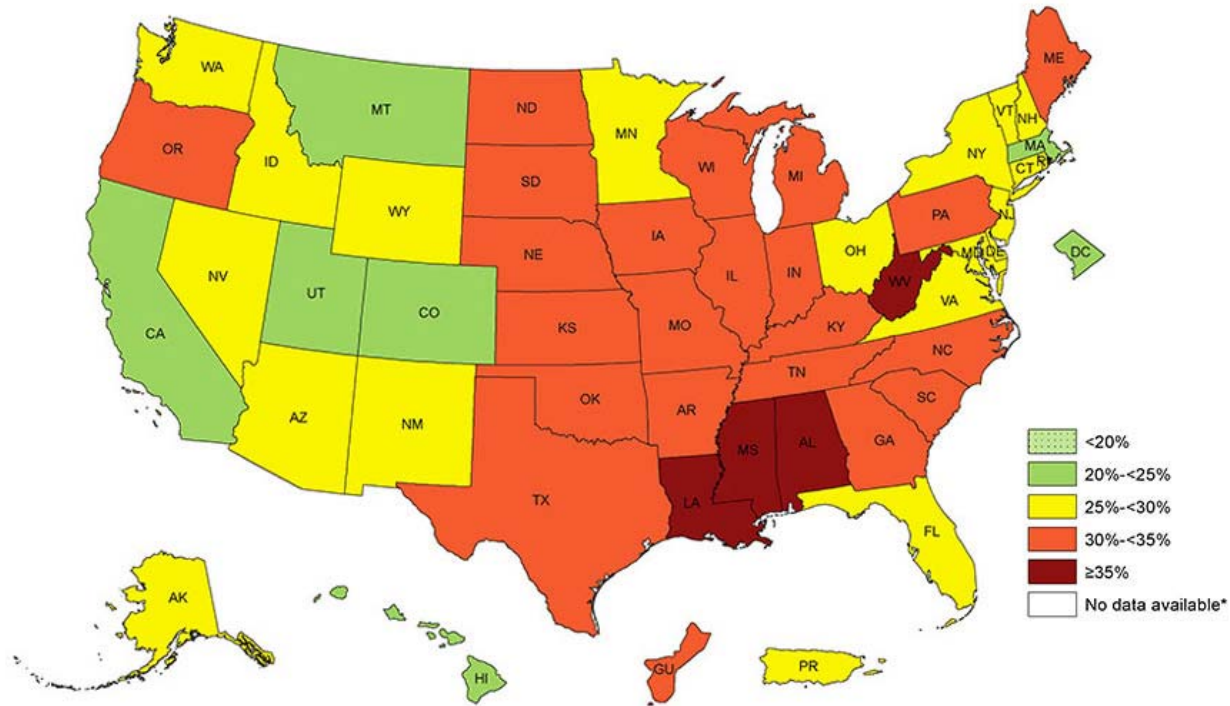 WA
MT
ND
MN
ME
VT
NH
OR
ID
SD
WI
MI
NY
MA
CT
RI
WY
IA
PA
NJ
NE
OH
MD
DE
DC
NV
UT
CO
IL
IN
WV
VA
CA
KS
MO
KY
NC
TN
AZ
NM
OK
AR
SC
MS
AL
GA
TX
LA
FL
AK
HI
GU
PR
<20%
20%-<25%
25%-<30%
30%-<35%
≥35%
No data available*